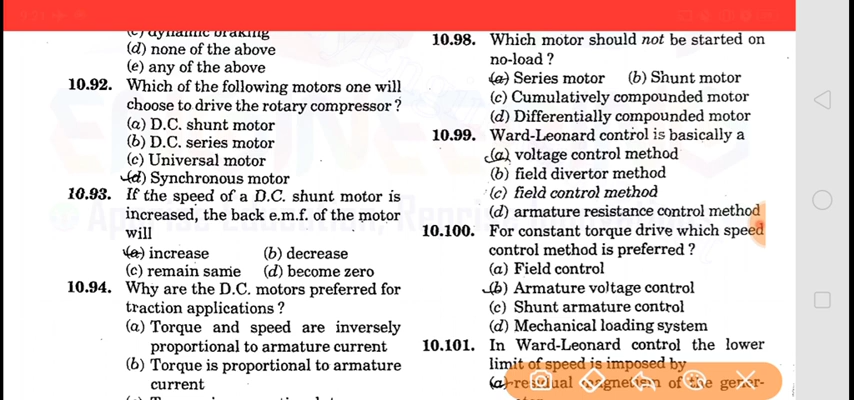 (c) dynamic braking
(d) none of the above
(e) any of the above
10.92. Which of the following motors one will
choose to drive the rotary compressor ?
(a) D.C. shunt motor
(b) D.C. series motor
(c) Universal motor
(d) Synchronous motor
10.93. If the speed of a D.C. shunt motor is
increased, the back e.m.f. of the motor
will
(a) increase (b) decrease
(c) remain same (d) become zero
10.94. Why are the D.C. motors preferred for
traction applications ?
(a) Torque and speed are inversely
proportional to armature current
(b) Torque is proportional to armature
current
10.98. Which motor should not be started on
no-load ?
(a) Series motor (b) Shunt motor
(c) Cumulatively compounded motor
(d) Differentially compounded motor
10.99. Ward-Leonard control is basically a
(a) voltage control method
(b) field divertor method
(c) field control method
(d) armature resistance control method
10.100. For constant torque drive which speed
control method is preferred ?
(a) Field control
(b) Armature voltage control
(c) Shunt armature control
(d) Mechanical loading system
10.101. In Ward-Leonard control the lower
limit of speed is imposed by
(a) residual magnetism of the gener-